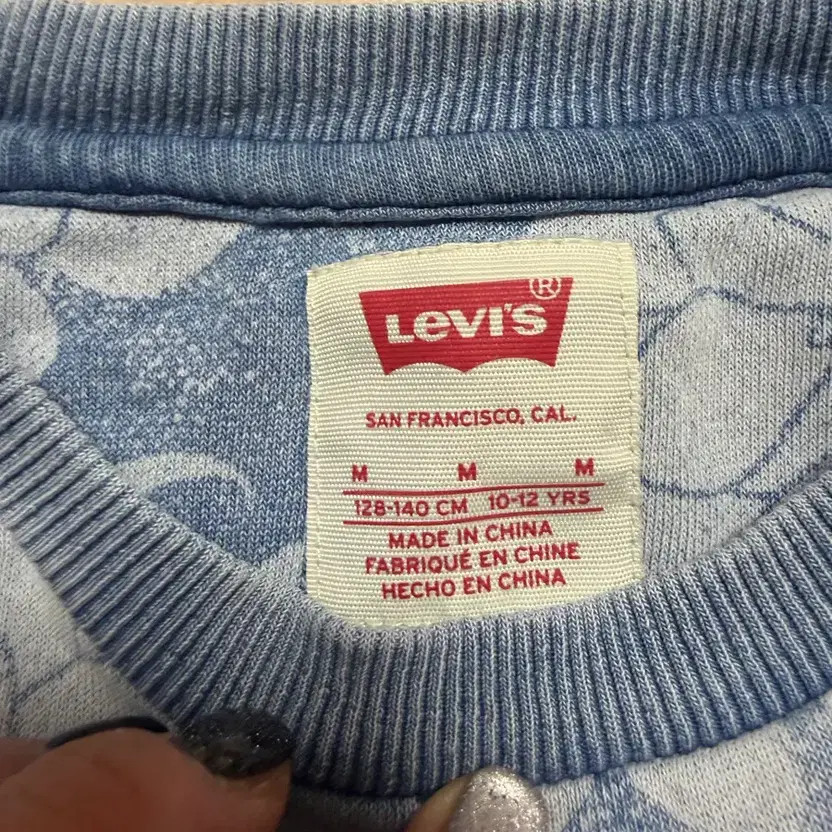 LEVI'S®
SAN FRANCISCO, CAL.
M M M
128-140 CM 10-12 YRS
MADE IN CHINA
FABRIQUÉ EN CHINE
HECHO EN CHINA